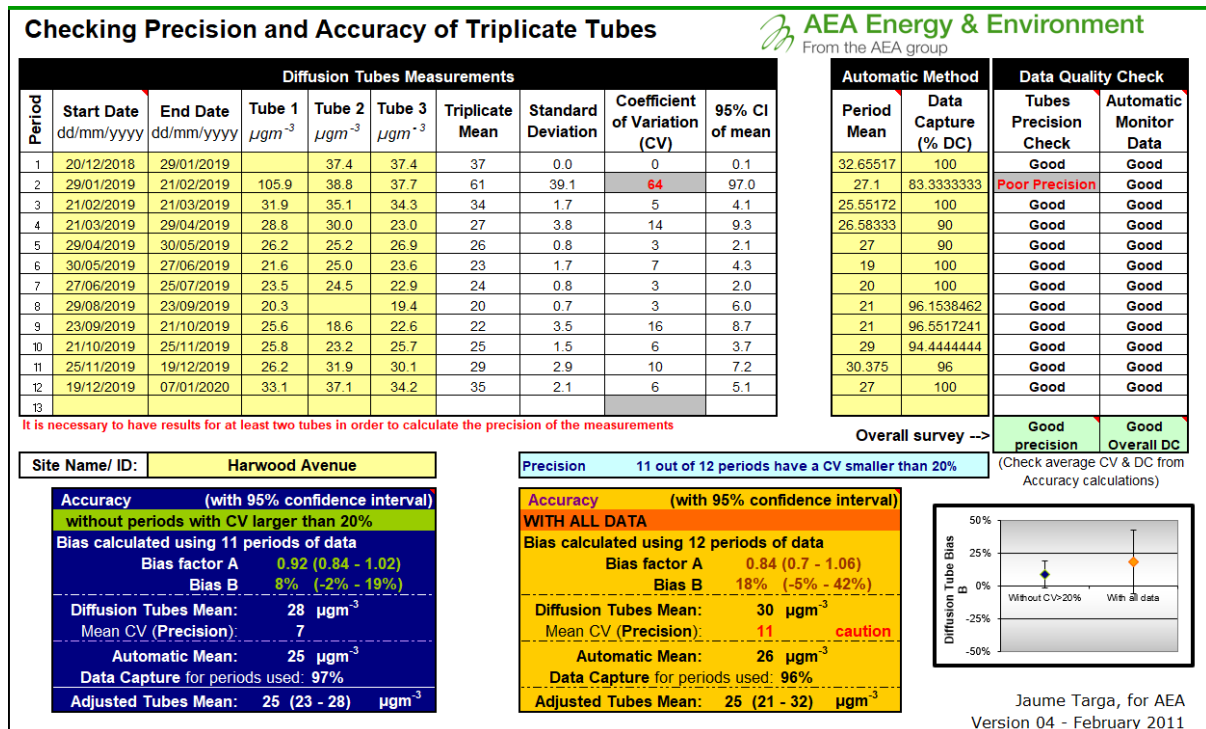 Checking Precision and Accuracy of Triplicate Tubes
AEA Energy & Environment
From the AEA group
Diffusion Tubes Measurements
Automatic Method
Data Quality Check
Period Start Date dd/mm/yyyy End Date dd/mm/yyyy Tube 1 µgm-3 Tube 2 µgm-3 Tube 3 µgm-3 Triplicate Mean Standard Deviation Coefficient of Variation (CV) 95% CI of mean Period Mean Data Capture (% DC) Tubes Precision Check Automatic Monitor Data
1 20/12/2018 29/01/2019 37.4 37.4 37 0.0 0 0.1 32.65517 100 Good Good
2 29/01/2019 21/02/2019 105.9 38.8 37.7 61 39.1 64 97.0 27.1 83.3333333 Poor Precision Good
3 21/02/2019 21/03/2019 31.9 35.1 34.3 34 1.7 5 4.1 25.55172 100 Good Good
4 21/03/2019 29/04/2019 28.8 30.0 23.0 27 3.8 14 9.3 26.58333 90 Good Good
5 29/04/2019 30/05/2019 26.2 25.2 26.9 26 0.8 3 2.1 27 90 Good Good
6 30/05/2019 27/06/2019 21.6 25.0 23.6 23 1.7 7 4.3 19 100 Good Good
7 27/06/2019 25/07/2019 23.5 24.5 22.9 24 0.8 3 2.0 20 100 Good Good
8 29/08/2019 23/09/2019 20.3 19.4 20 0.7 3 6.0 21 96.1538462 Good Good
9 23/09/2019 21/10/2019 25.6 18.6 22.6 22 3.5 16 8.7 21 96.5517241 Good Good
10 21/10/2019 25/11/2019 25.8 23.2 25.7 25 1.5 6 3.7 29 94.4444444 Good Good
11 25/11/2019 19/12/2019 26.2 31.9 30.1 29 2.9 10 7.2 30.375 96 Good Good
12 19/12/2019 07/01/2020 33.1 37.1 34.2 35 2.1 6 5.1 27 100 Good Good
13
It is necessary to have results for at least two tubes in order to calculate the precision of the measurements
Overall survey --> Good precision Good Overall DC
(Check average CV & DC from Accuracy calculations)
Site Name/ ID: Harwood Avenue
Precision 11 out of 12 periods have a CV smaller than 20%
Accuracy (with 95% confidence interval)
without periods with CV larger than 20%
Bias calculated using 11 periods of data
Bias factor A 0.92 (0.84 - 1.02)
Bias B 8% (-2% - 19%)
Diffusion Tubes Mean: 28 µgm-3
Mean CV (Precision): 7
Automatic Mean: 25 µgm-3
Data Capture for periods used: 97%
Adjusted Tubes Mean: 25 (23 - 28) µgm-3
Accuracy (with 95% confidence interval)
WITH ALL DATA
Bias calculated using 12 periods of data
Bias factor A 0.84 (0.7 - 1.06)
Bias B 18% (-5% - 42%)
Diffusion Tubes Mean: 30 µgm-3
Mean CV (Precision): 11 caution
Automatic Mean: 26 µgm-3
Data Capture for periods used: 96%
Adjusted Tubes Mean: 25 (21 - 32) µgm-3
Diffusion Tube Bias B
50%
25%
0%
-25%
-50%
Without CV>20% With all data
Jaume Targa, for AEA
Version 04 - February 2011